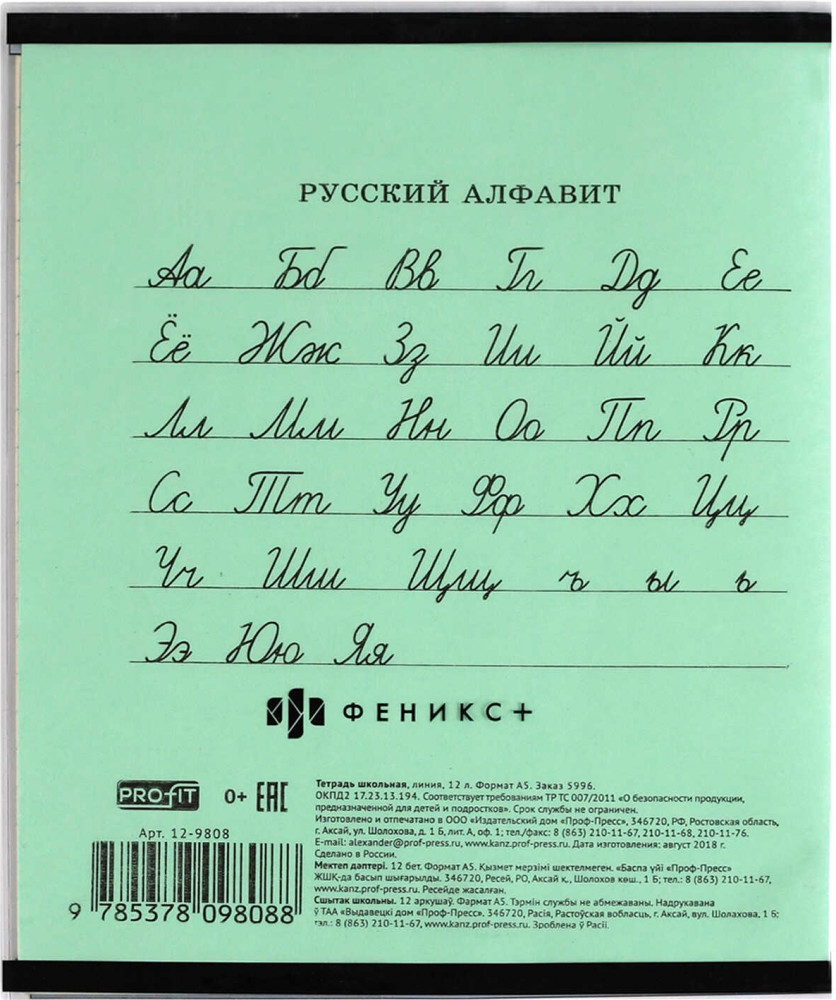 РУССКИЙ АЛФАВИТ
Аа Бб Вв Гг Дд Ее
Ёё Жж Зз Ии Йй Кк
Лл Мм Нн Оо Пп Рр
Сс Тт Уу Фф Хх Цц
Чч Шш Щщ ъ ы ь
Ээ Юю Яя
ФЕНИКС+
PROFIT 0+ EAC
Арт. 12-9808
9 785378 098088
Тетрадь школьная, линия, 12 л. Формат А5. Заказ 5996.
ОКПД2 17.23.13.194. Соответствует требованиям ТР ТС 007/2011 «О безопасности продукции,
предназначенной для детей и подростков». Срок службы не ограничен.
Изготовлено и отпечатано в ООО «Издательский дом «Проф-Пресс», 346720, РФ, Ростовская область,
г. Аксай, ул. Шолохова, д. 1 Б, лит. А, оф. 1; тел./факс: 8 (863) 210-11-67, 210-11-68, 210-11-76.
E-mail: alexander@prof-press.ru, www.kanz.prof-press.ru. Дата изготовления: август 2018 г.
Сделано в России.
Мектеп дәптері. 12 бет. Формат А5. Қызмет мерзімі шектелмеген. «Баспа үйі «Проф-Пресс»
ЖШҚ-да басып шығарылды. 346720, Ресей, РО, Аксай қ., Шолохов көш., 1 Б; тел.: 8 (863) 210-11-67,
www.kanz.prof-press.ru. Ресейде жасалған.
Сшытак школьны. 12 аркушаў. Фармат А5. Тэрмін службы не абмежаваны. Надрукавана
ў ТАА «Выдавецкі дом «Проф-Пресс». 346720, Расія, Растоўская вобласць, г. Аксай, вул. Шолахова, 1 Б;
тэл.: 8 (863) 210-11-67, www.kanz.prof-press.ru. Зроблена ў Расіі.